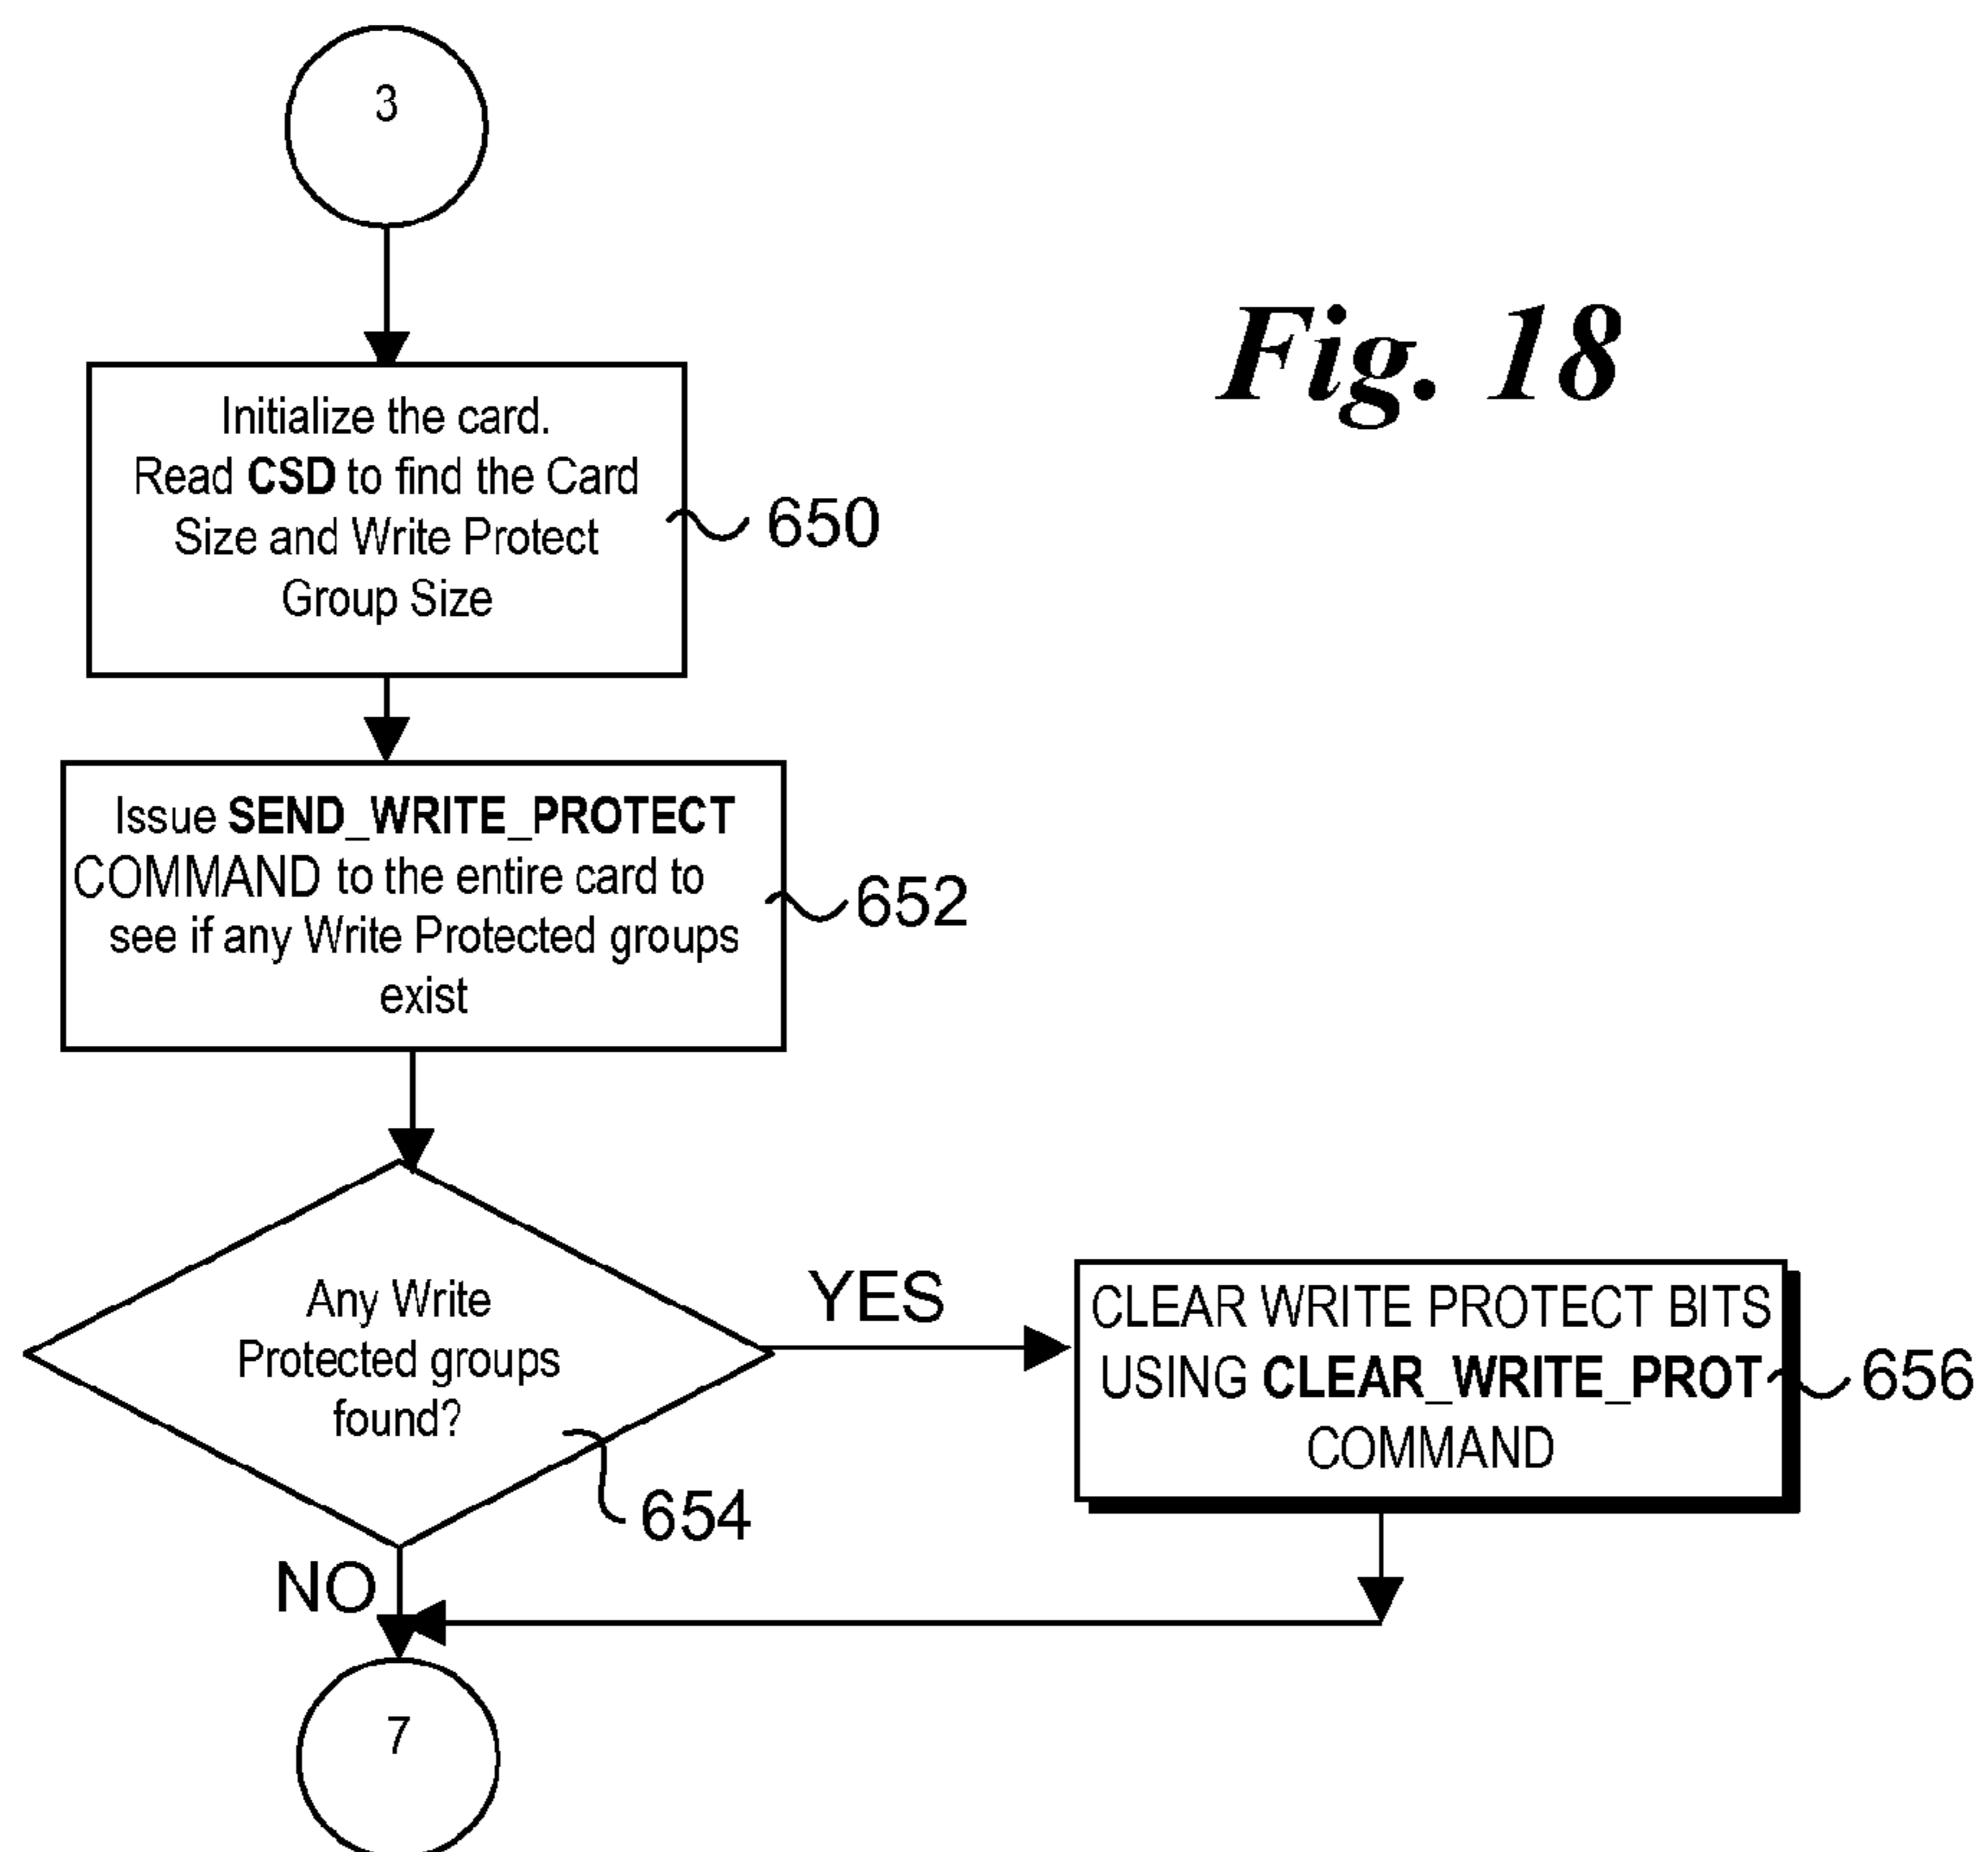 3
Fig. 18
Initialize the card.
Read CSD to find the Card
Size and Write Protect
Group Size
650
Issue SEND_WRITE_PROTECT
COMMAND to the entire card to
see if any Write Protected groups
exist
652
Any Write
Protected groups
found?
654
YES
CLEAR WRITE PROTECT BITS
USING CLEAR_WRITE_PROT
COMMAND
656
NO
7